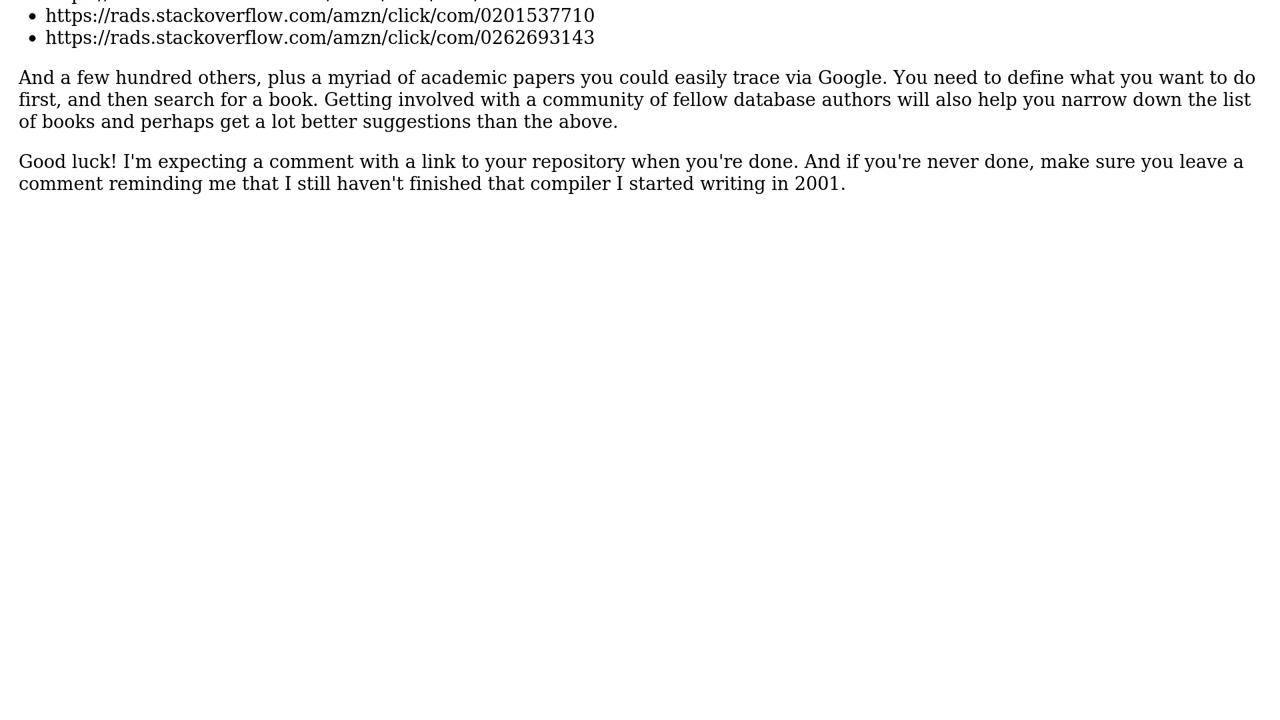 • https://rads.stackoverflow.com/amzn/click/com/0201537710
• https://rads.stackoverflow.com/amzn/click/com/0262693143
And a few hundred others, plus a myriad of academic papers you could easily trace via Google. You need to define what you want to do
first, and then search for a book. Getting involved with a community of fellow database authors will also help you narrow down the list
of books and perhaps get a lot better suggestions than the above.
Good luck! I'm expecting a comment with a link to your repository when you're done. And if you're never done, make sure you leave a
comment reminding me that I still haven't finished that compiler I started writing in 2001.